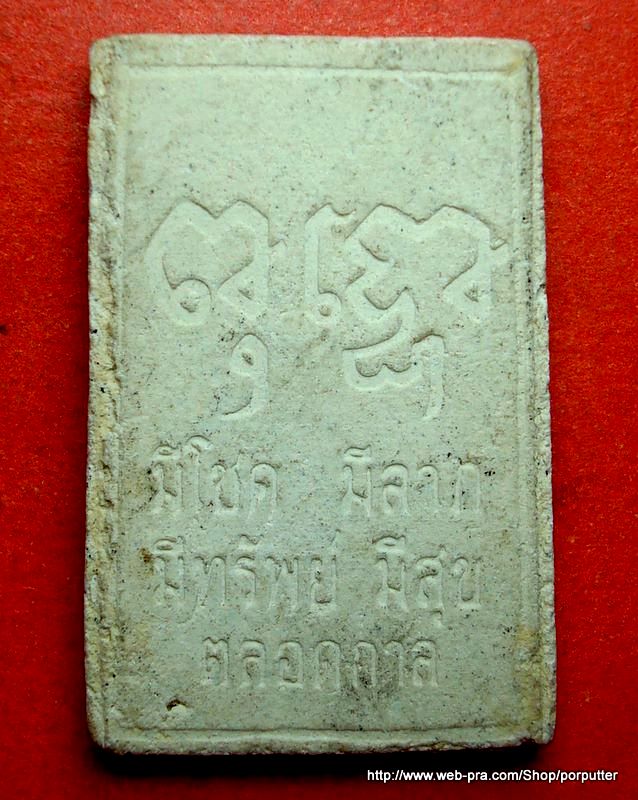 มีโชค มีลาภ
มีทรัพย์ มีสุข
ตลอดกาล
http://www.web-pra.com/Shop/porputter